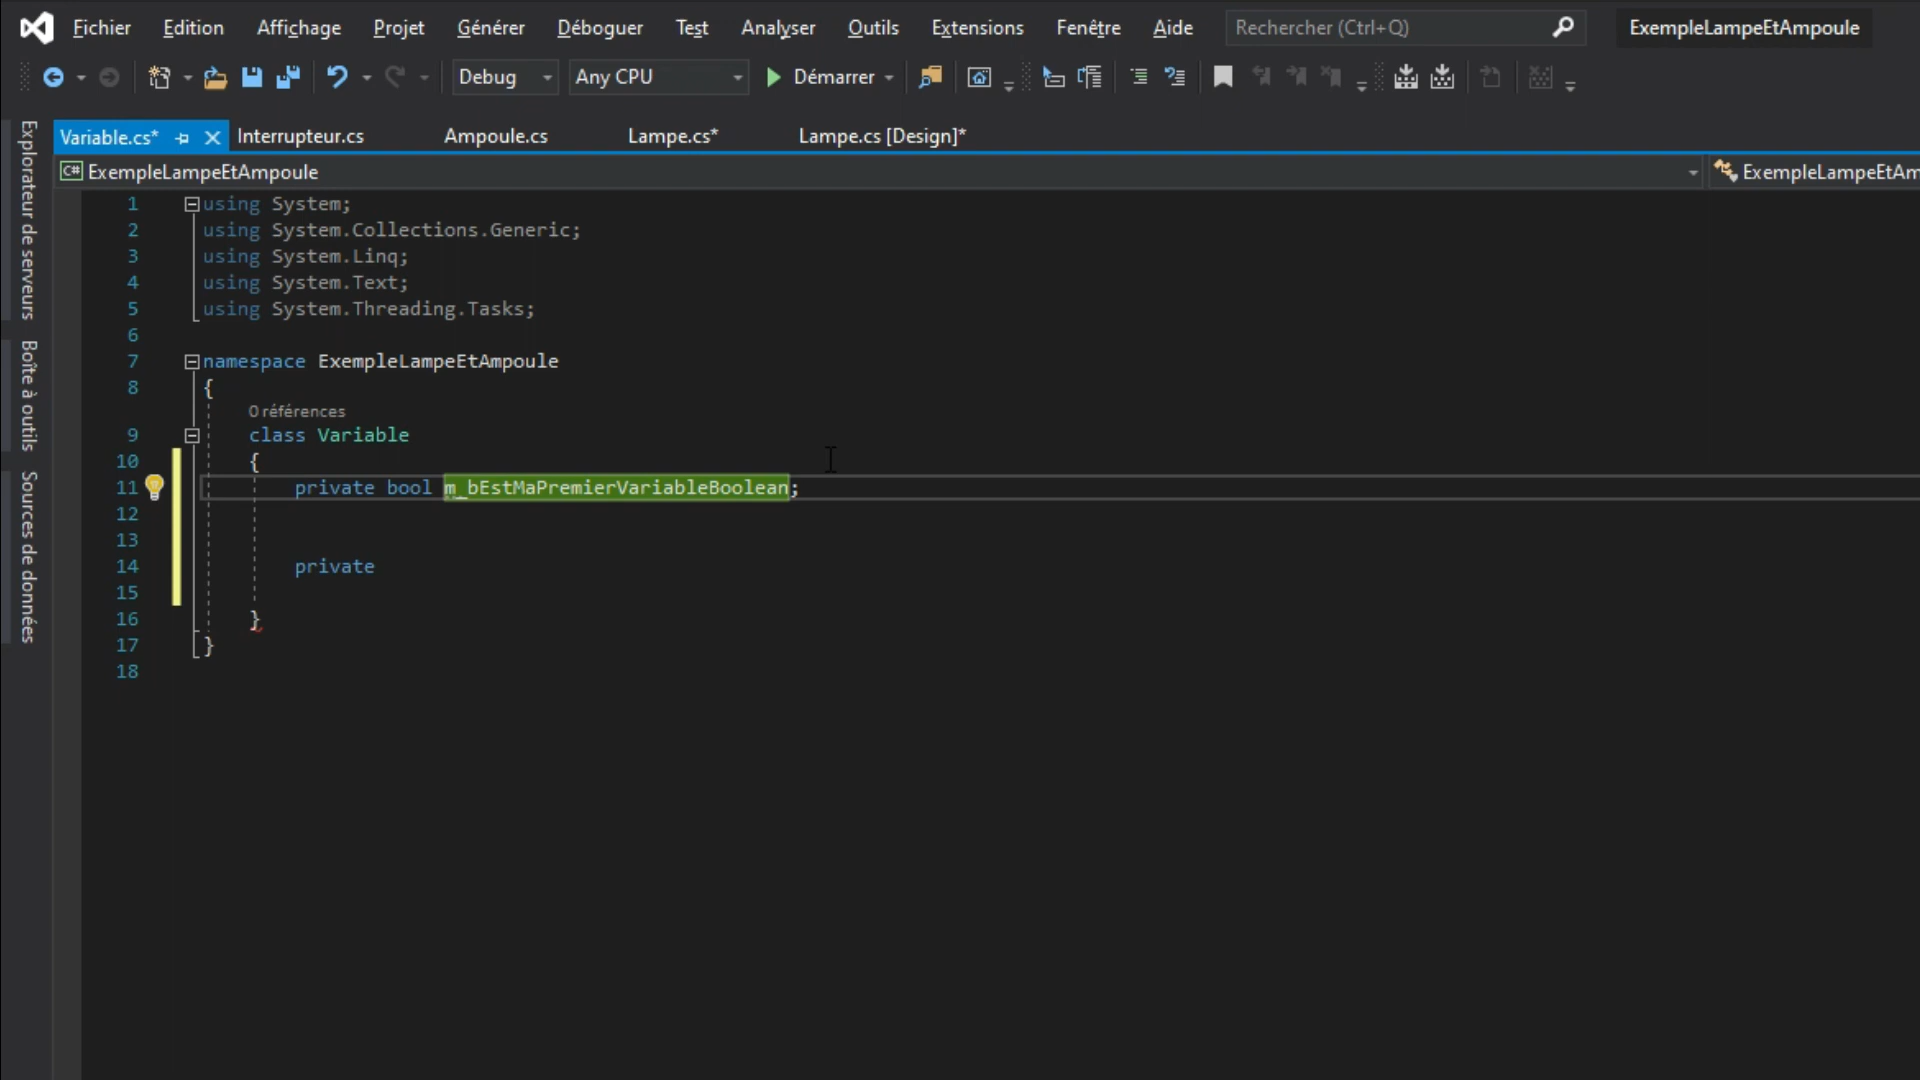 Fichier Edition Affichage Projet Générer Déboguer Test Analyser Outils Extensions Fenêtre Aide Rechercher (Ctrl+Q) ExempleLampeEtAmpoule
Debug Any CPU Démarrer
Variable.cs* Interrupteur.cs Ampoule.cs Lampe.cs* Lampe.cs [Design]*
C# ExempleLampeEtAmpoule ExempleLampeEtAm
Explorateur de serveurs
Boîte à outils
Sources de données
1 using System;
2 using System.Collections.Generic;
3 using System.Linq;
4 using System.Text;
5 using System.Threading.Tasks;
6
7 namespace ExempleLampeEtAmpoule
8 {
0 références
9 class Variable
10 {
11 private bool m_bEstMaPremierVariableBoolean;
12
13
14 private
15
16 }
17 }
18